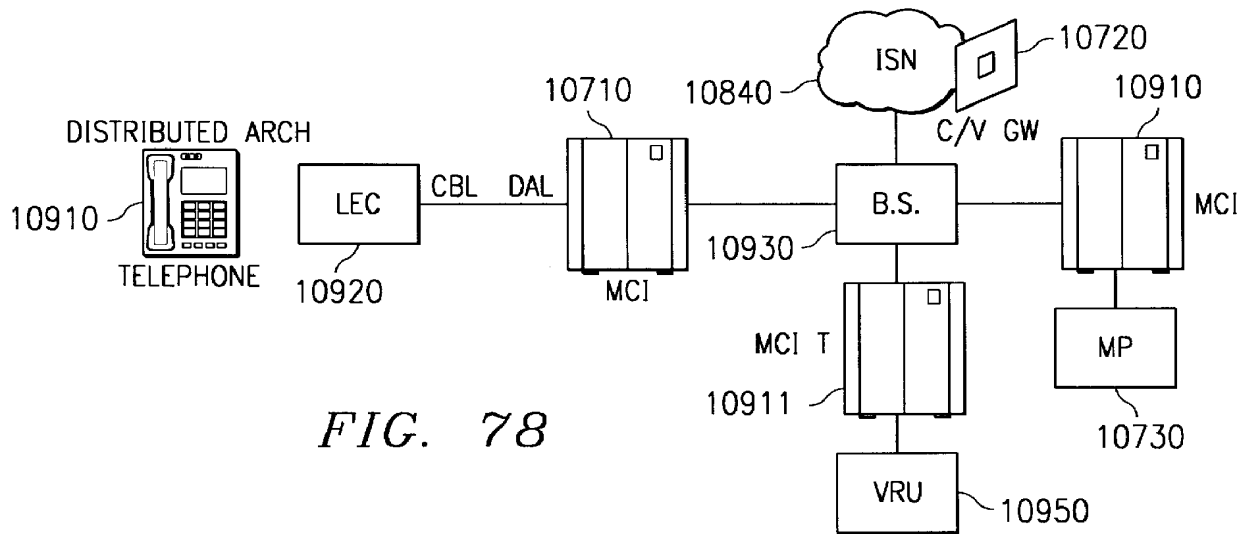 ISN
10720
10840
10710
C/V GW
10910
DISTRIBUTED ARCH
LEC
CBL DAL
B.S.
MCI
10910
10930
TELEPHONE
10920
MCI
MCI T
MP
10911
10730
FIG. 78
VRU
10950